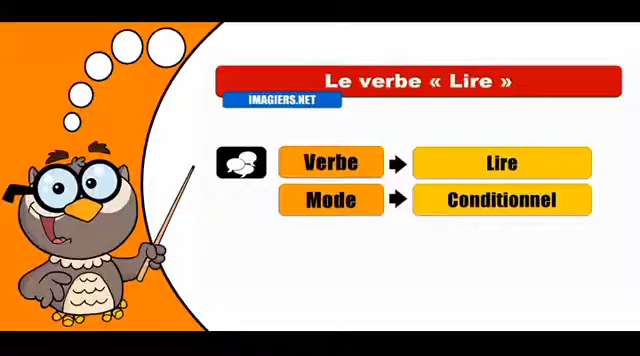 Le verbe « Lire »
IMAGIERS.NET
Verbe Lire
Mode Conditionnel